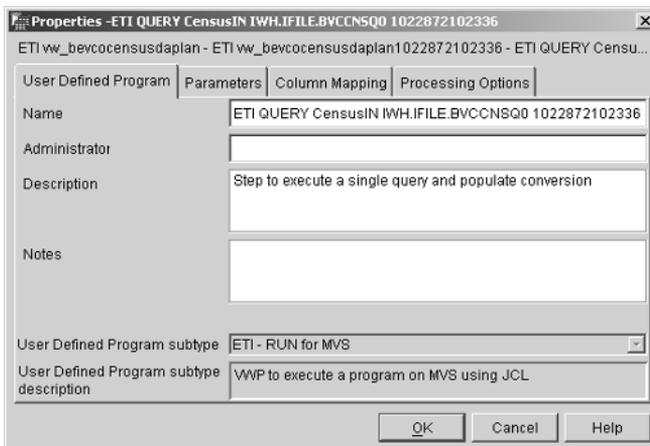 Properties -ETI QUERY CensusIN IWH.IFILE.BVCCNSQ0 1022872102336
ETI vw_bevcocensusdaplan - ETI vw_bevcocensusdaplan1022872102336 - ETI QUERY Censu...
User Defined Program Parameters Column Mapping Processing Options
Name ETI QUERY CensusIN IWH.IFILE.BVCCNSQ0 1022872102336
Administrator
Description Step to execute a single query and populate conversion
Notes
User Defined Program subtype ETI - RUN for MVS
User Defined Program subtype description VWP to execute a program on MVS using JCL
OK Cancel Help